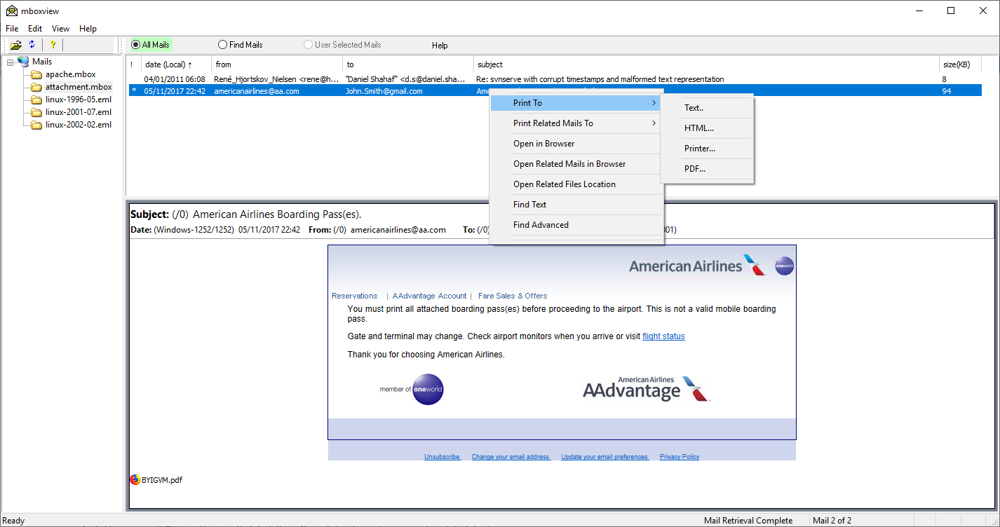 mboxview
File Edit View Help
All Mails Find Mails User Selected Mails Help
Mails
apache.mbox
attachment.mbox
linux-1996-05.eml
linux-2001-07.eml
linux-2002-02.eml
! date (Local) ↑ from to subject size(KB)
04/01/2011 06:08 René_Hjortskov_Nielsen <rene@h... "Daniel Shahaf" <d.s@daniel.sha... Re: svnserve with corrupt timestamps and malformed text representation 8
* 05/11/2017 22:42 americanairlines@aa.com John.Smith@gmail.com 94
Print To
Print Related Mails To
Open in Browser
Open Related Mails in Browser
Open Related Files Location
Find Text
Find Advanced
Text..
HTML...
Printer...
PDF...
Subject: (/0) American Airlines Boarding Pass(es).
Date: (Windows-1252/1252) 05/11/2017 22:42 From: (/0) americanairlines@aa.com To: (/0)
American Airlines oneworld
Reservations | AAdvantage Account | Fare Sales & Offers
You must print all attached boarding pass(es) before proceeding to the airport. This is not a valid mobile boarding
pass.
Gate and terminal may change. Check airport monitors when you arrive or visit flight status
Thank you for choosing American Airlines.
member of oneworld
American Airlines
AAdvantage
Unsubscribe Change your email address Update your email preferences Privacy Policy
BYIGVM.pdf
Ready Mail Retrieval Complete Mail 2 of 2